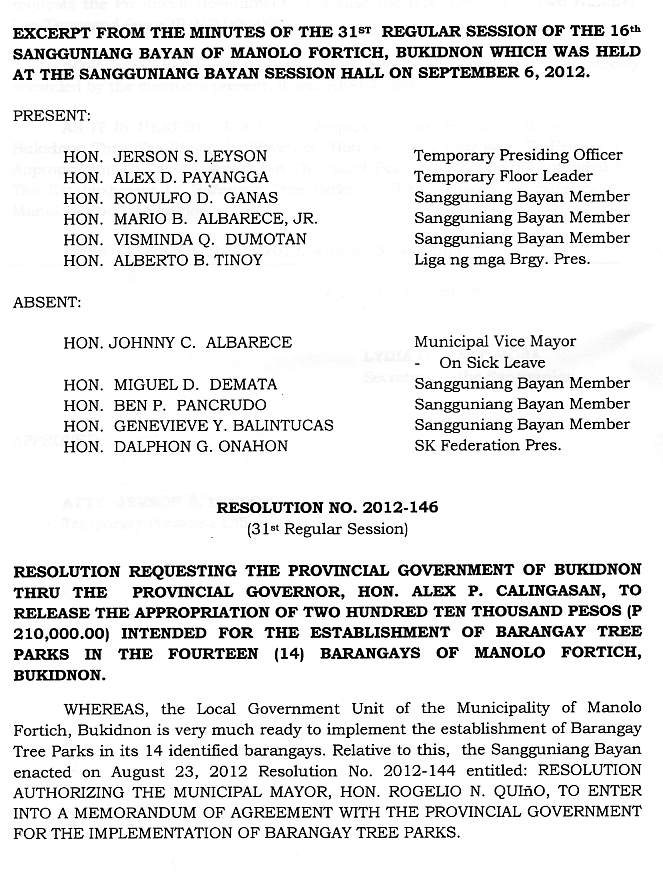 EXCERPT FROM THE MINUTES OF THE 31ST REGULAR SESSION OF THE 16th
SANGGUNIANG BAYAN OF MANOLO FORTICH, BUKIDNON WHICH WAS HELD
AT THE SANGGUNIANG BAYAN SESSION HALL ON SEPTEMBER 6, 2012.
PRESENT:
HON. JERSON S. LEYSON Temporary Presiding Officer
HON. ALEX D. PAYANGGA Temporary Floor Leader
HON. RONULFO D. GANAS Sangguniang Bayan Member
HON. MARIO B. ALBARECE, JR. Sangguniang Bayan Member
HON. VISMINDA Q. DUMOTAN Sangguniang Bayan Member
HON. ALBERTO B. TINOY Liga ng mga Brgy. Pres.
ABSENT:
HON. JOHNNY C. ALBARECE Municipal Vice Mayor
- On Sick Leave
HON. MIGUEL D. DEMATA Sangguniang Bayan Member
HON. BEN P. PANCRUDO Sangguniang Bayan Member
HON. GENEVIEVE Y. BALINTUCAS Sangguniang Bayan Member
HON. DALPHON G. ONAHON SK Federation Pres.
RESOLUTION NO. 2012-146
(31st Regular Session)
RESOLUTION REQUESTING THE PROVINCIAL GOVERNMENT OF BUKIDNON
THRU THE PROVINCIAL GOVERNOR, HON. ALEX P. CALINGASAN, TO
RELEASE THE APPROPRIATION OF TWO HUNDRED TEN THOUSAND PESOS (P
210,000.00) INTENDED FOR THE ESTABLISHMENT OF BARANGAY TREE
PARKS IN THE FOURTEEN (14) BARANGAYS OF MANOLO FORTICH,
BUKIDNON.
WHEREAS, the Local Government Unit of the Municipality of Manolo
Fortich, Bukidnon is very much ready to implement the establishment of Barangay
Tree Parks in its 14 identified barangays. Relative to this, the Sangguniang Bayan
enacted on August 23, 2012 Resolution No. 2012-144 entitled: RESOLUTION
AUTHORIZING THE MUNICIPAL MAYOR, HON. ROGELIO N. QUIñO, TO ENTER
INTO A MEMORANDUM OF AGREEMENT WITH THE PROVINCIAL GOVERNMENT
FOR THE IMPLEMENTATION OF BARANGAY TREE PARKS.